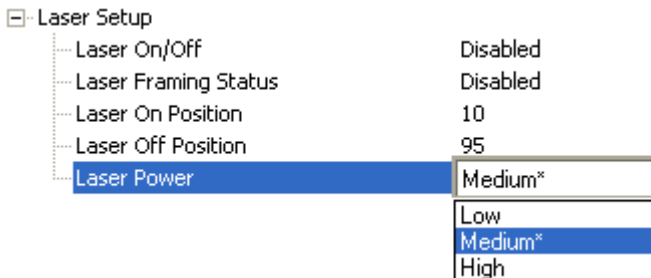 Laser Setup
Laser On/Off Disabled
Laser Framing Status Disabled
Laser On Position 10
Laser Off Position 95
Laser Power Medium*
Low
Medium*
High